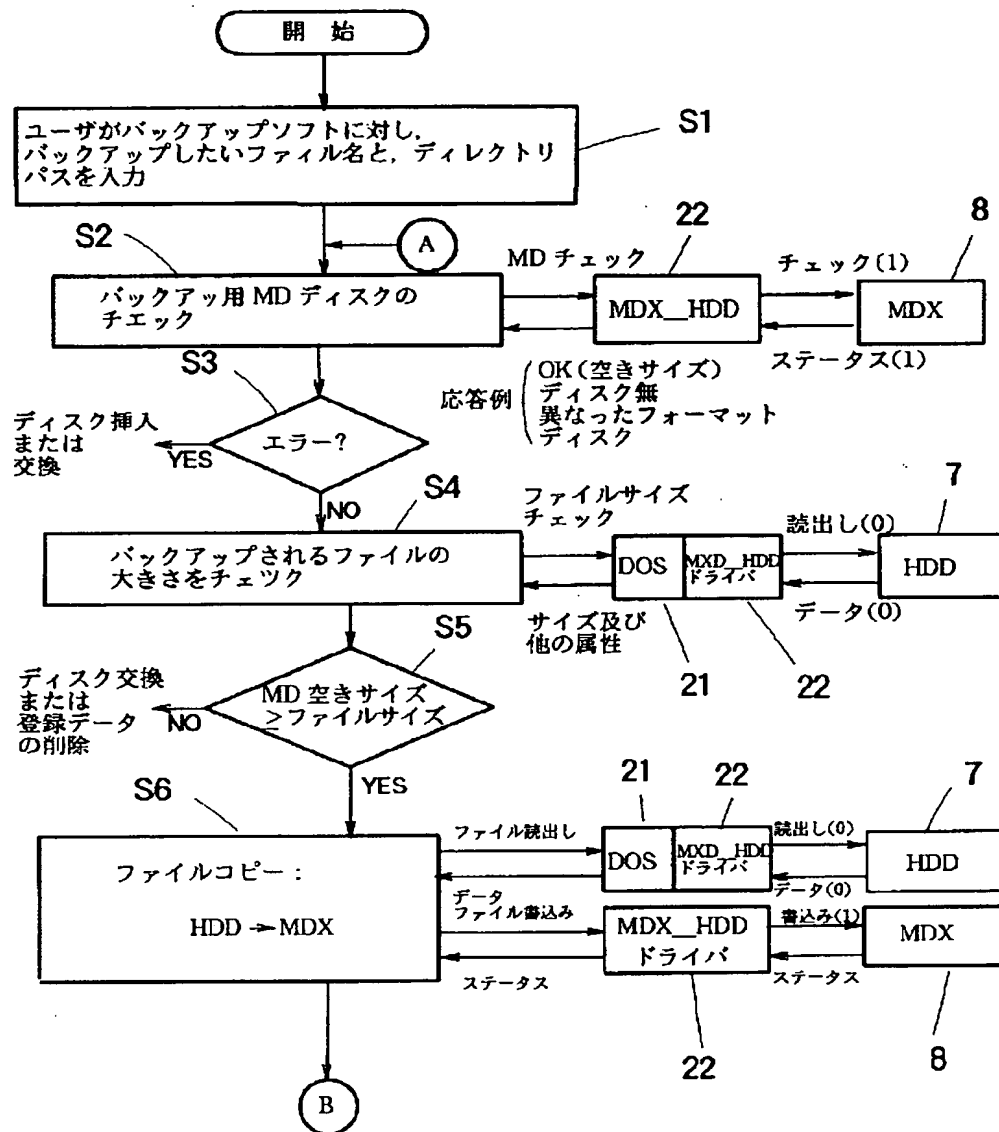 開始
S1
ユーザがバックアップソフトに対し,
バックアップしたいファィル名と,ディレクトリ
パスを入力
A
S2
バックアッ用 MD ディスクの
チエック
MD チェック
22
MDX__HDD
チェック(1)
ステータス(1)
8
MDX
応答例
OK(空きサイズ)
ディスク無
異なったフォーマット
ディスク
S3
エラー?
YES
ディスク挿入
または
交換
NO
S4
バックアップされるファイルの
大きさをチェツク
ファイルサイズ
チェック
DOS
MXD__HDD
ドライバ
読出し(0)
データ(0)
7
HDD
サイズ及び
他の属性
21
22
S5
MD 空きサイズ
≥ファイルサイズ
NO
ディスク交換
または
登録データ
の削除
YES
S6
ファイルコピー:
HDD→MDX
ファイル読出し
21
22
DOS
MXD__HDD
ドライバ
読出し(0)
データ(0)
7
HDD
データ
ファイル書込み
MDX__HDD
ドライバ
書込み(1)
MDX
ステータス
ステータス
22
8
B